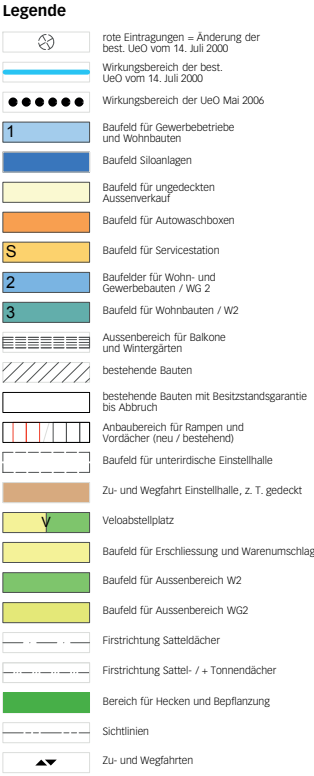 Legende
rote Eintragungen = Änderung der
best. UeO vom 14. Juli 2000
Wirkungsbereich der best.
UeO vom 14. Juli 2000
Wirkungsbereich der UeO Mai 2006
1
Baufeld für Gewerbebetriebe
und Wohnbauten
Baufeld Siloanlagen
Baufeld für ungedeckten
Aussenverkauf
Baufeld für Autowaschboxen
S
Baufeld für Servicestation
2
Baufelder für Wohn- und
Gewerbebauten / WG 2
3
Baufeld für Wohnbauten / W2
Aussenbereich für Balkone
und Wintergärten
bestehende Bauten
bestehende Bauten mit Besitzstandsgarantie
bis Abbruch
Anbaubereich für Rampen und
Vordächer (neu / bestehend)
Baufeld für unterirdische Einstellhalle
Zu- und Wegfahrt Einstellhalle, z. T. gedeckt
V
Veloabstellplatz
Baufeld für Erschliessung und Warenumschlag
Baufeld für Aussenbereich W2
Baufeld für Aussenbereich WG2
Firstrichtung Satteldächer
Firstrichtung Sattel- / + Tonnendächer
Bereich für Hecken und Bepflanzung
Sichtlinien
Zu- und Wegfahrten